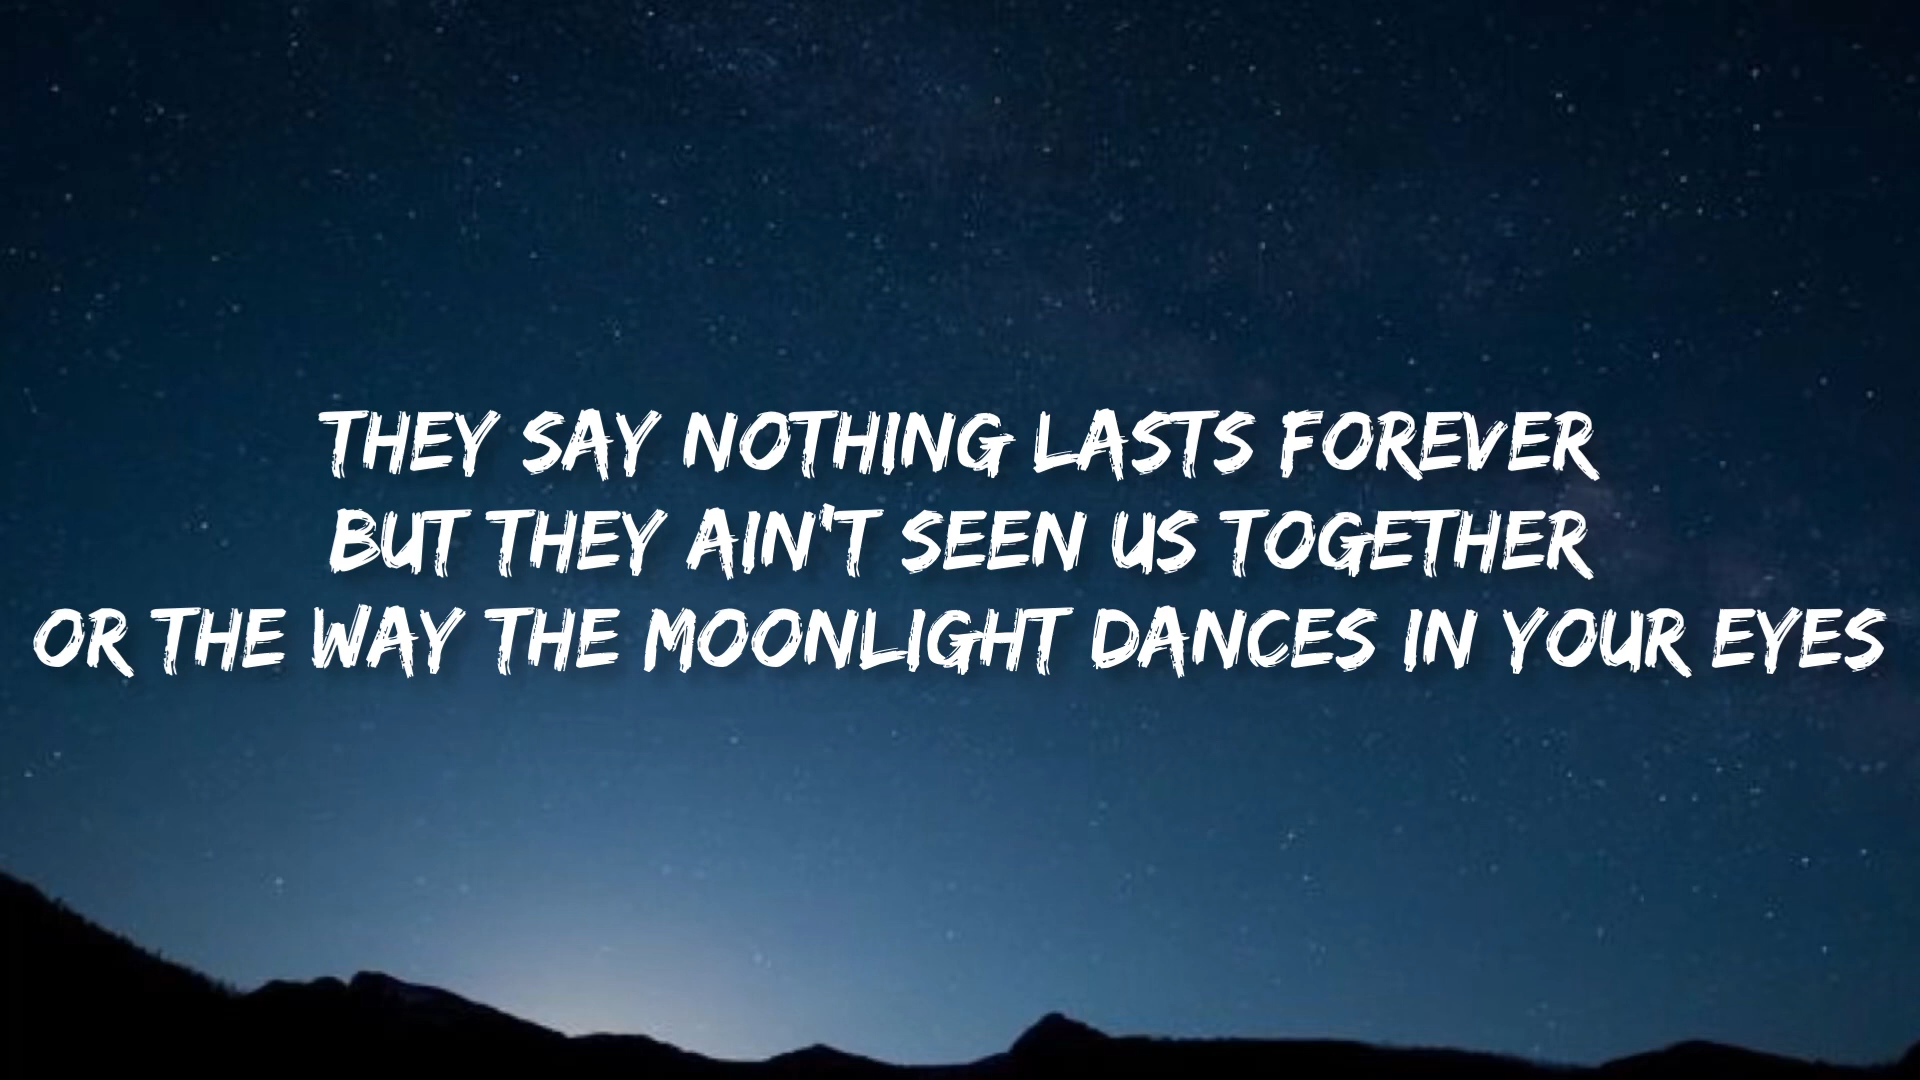 THEY SAY NOTHING LASTS FOREVER
BUT THEY AIN'T SEEN US TOGETHER
OR THE WAY THE MOONLIGHT DANCES IN YOUR EYES